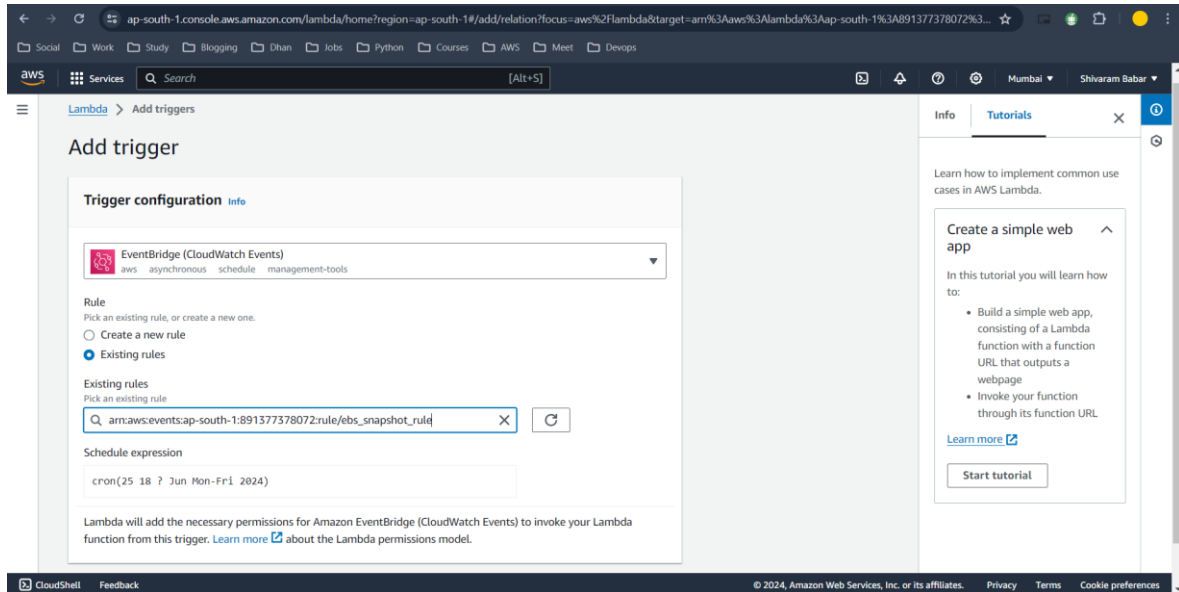 ap-south-1.console.aws.amazon.com/lambda/home?region=ap-south-1#/add/relation?focus=aws%2Flambda&target=arn%3Aaws%3Alambda%3Aap-south-1%3A891377378072%3...
Social Work Study Blogging Dhan Jobs Python Courses AWS Meet Devops
aws Services Search [Alt+S] Mumbai Shivaram Babar
Lambda > Add triggers
Add trigger
Trigger configuration Info
EventBridge (CloudWatch Events)
aws asynchronous schedule management-tools
Rule
Pick an existing rule, or create a new one.
Create a new rule
Existing rules
Existing rules
Pick an existing rule
arn:aws:events:ap-south-1:891377378072:rule/ebs_snapshot_rule
Schedule expression
cron(25 18 ? Jun Mon-Fri 2024)
Lambda will add the necessary permissions for Amazon EventBridge (CloudWatch Events) to invoke your Lambda
function from this trigger. Learn more about the Lambda permissions model.
Info Tutorials
Learn how to implement common use
cases in AWS Lambda.
Create a simple web
app
In this tutorial you will learn how
to:
• Build a simple web app,
consisting of a Lambda
function with a function
URL that outputs a
webpage
• Invoke your function
through its function URL
Learn more
Start tutorial
CloudShell Feedback © 2024, Amazon Web Services, Inc. or its affiliates. Privacy Terms Cookie preferences